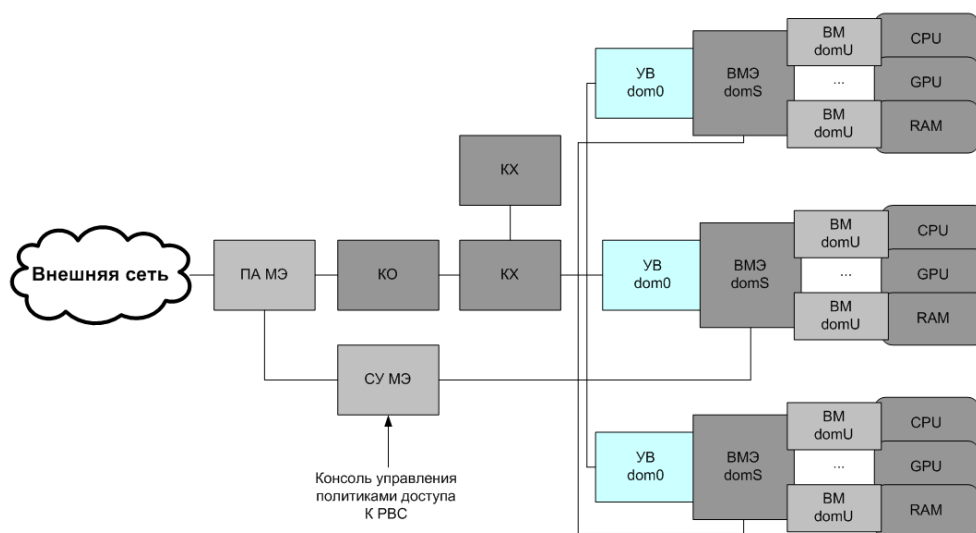 ВМ
domU
CPU
УВ
dom0
ВМЭ
domS
...
GPU
ВМ
domU
RAM
КХ
Внешняя сеть
ПА МЭ
КО
КХ
УВ
dom0
ВМЭ
domS
ВМ
domU
CPU
...
GPU
ВМ
domU
RAM
СУ МЭ
Консоль управления
политиками доступа
К РВС
УВ
dom0
ВМЭ
domS
ВМ
domU
CPU
...
GPU
ВМ
domU
RAM